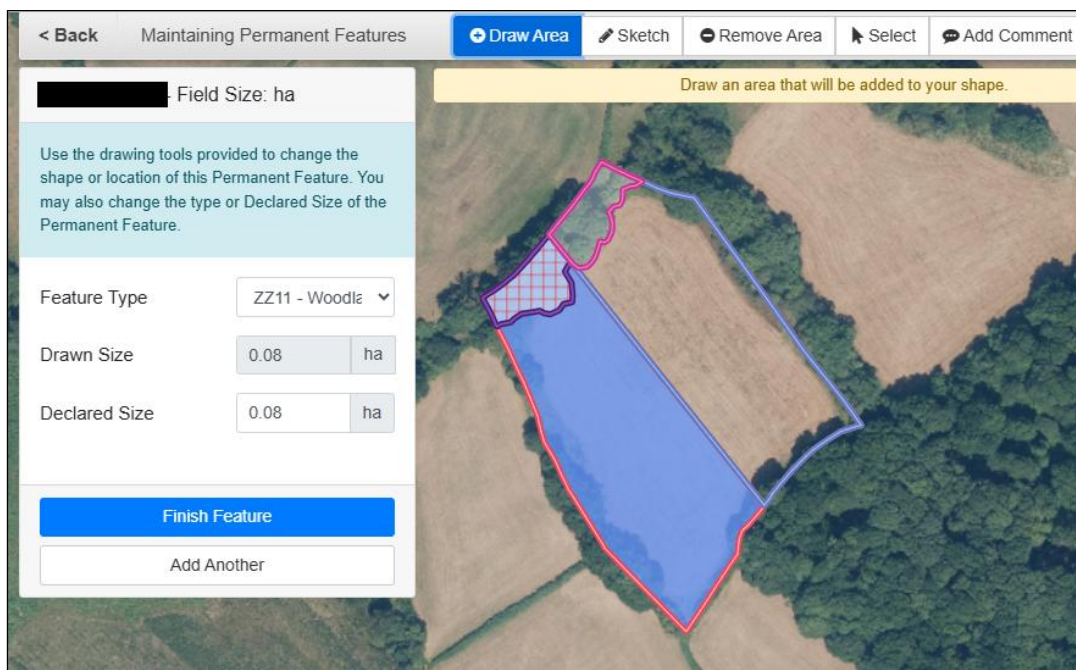 < Back
Maintaining Permanent Features
Draw Area
Sketch
Remove Area
Select
Add Comment
Draw an area that will be added to your shape.
- Field Size: ha
Use the drawing tools provided to change the
shape or location of this Permanent Feature. You
may also change the type or Declared Size of the
Permanent Feature.
Feature Type
ZZ11 - Woodla
Drawn Size
0.08
ha
Declared Size
0.08
ha
Finish Feature
Add Another